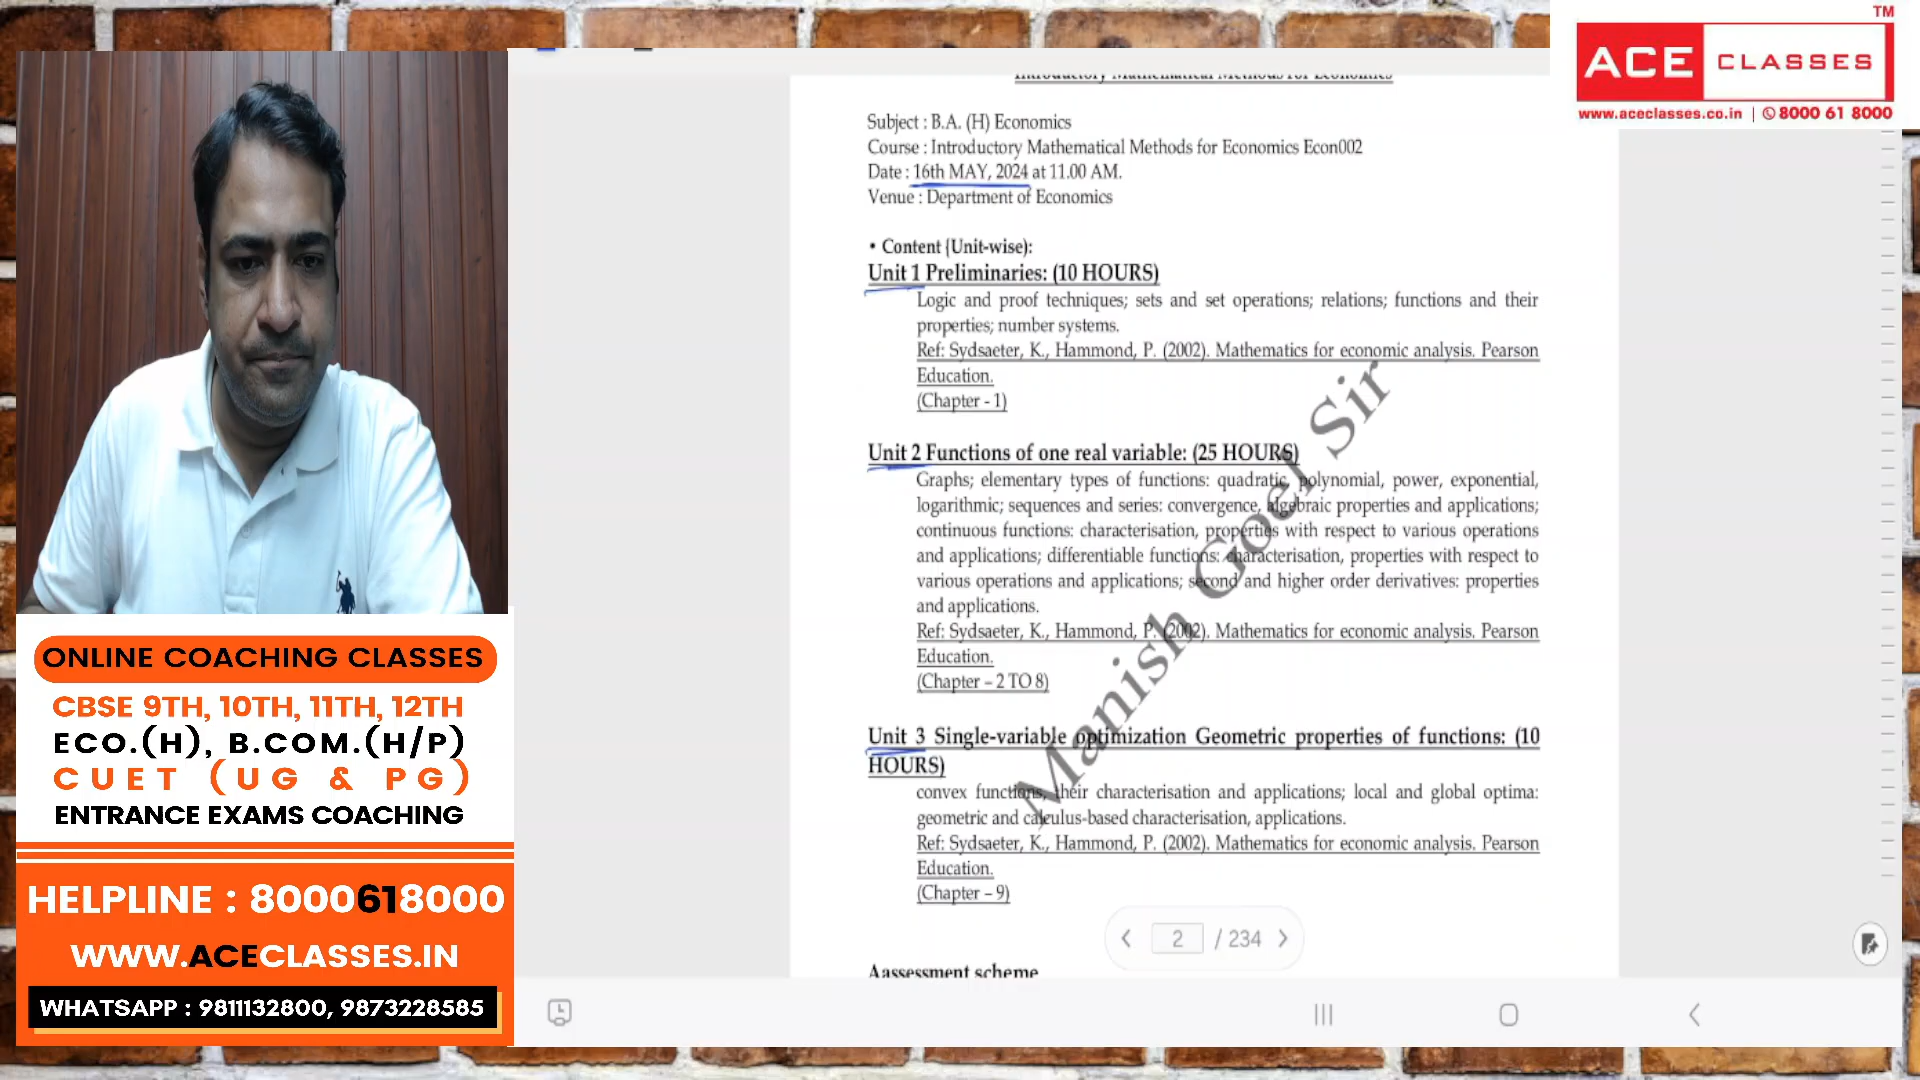 TM
ACE CLASSES
www.aceclasses.co.in | 8000 61 8000
Introductory Mathematical Methods for Economics
Subject : B.A. (H) Economics
Course : Introductory Mathematical Methods for Economics Econ002
Date : 16th MAY, 2024 at 11.00 AM.
Venue : Department of Economics
• Content {Unit-wise):
Unit 1 Preliminaries: (10 HOURS)
Logic and proof techniques; sets and set operations; relations; functions and their
properties; number systems.
Ref: Sydsaeter, K., Hammond, P. (2002). Mathematics for economic analysis. Pearson
Education.
(Chapter - 1)
Unit 2 Functions of one real variable: (25 HOURS)
Graphs; elementary types of functions: quadratic, polynomial, power, exponential,
logarithmic; sequences and series: convergence, algebraic properties and applications;
continuous functions: characterisation, properties with respect to various operations
and applications; differentiable functions: characterisation, properties with respect to
various operations and applications; second and higher order derivatives: properties
and applications.
Ref: Sydsaeter, K., Hammond, P. (2002). Mathematics for economic analysis. Pearson
Education.
(Chapter – 2 TO 8)
Unit 3 Single-variable optimization Geometric properties of functions: (10
HOURS)
convex functions, their characterisation and applications; local and global optima:
geometric and calculus-based characterisation, applications.
Ref: Sydsaeter, K., Hammond, P. (2002). Mathematics for economic analysis. Pearson
Education.
(Chapter – 9)
Aassessment scheme
Manish Goel Sir
2 / 234
ONLINE COACHING CLASSES
CBSE 9TH, 10TH, 11TH, 12TH
ECO.(H), B.COM.(H/P)
CUET (UG & PG)
ENTRANCE EXAMS COACHING
HELPLINE : 8000618000
WWW.ACECLASSES.IN
WHATSAPP : 9811132800, 9873228585